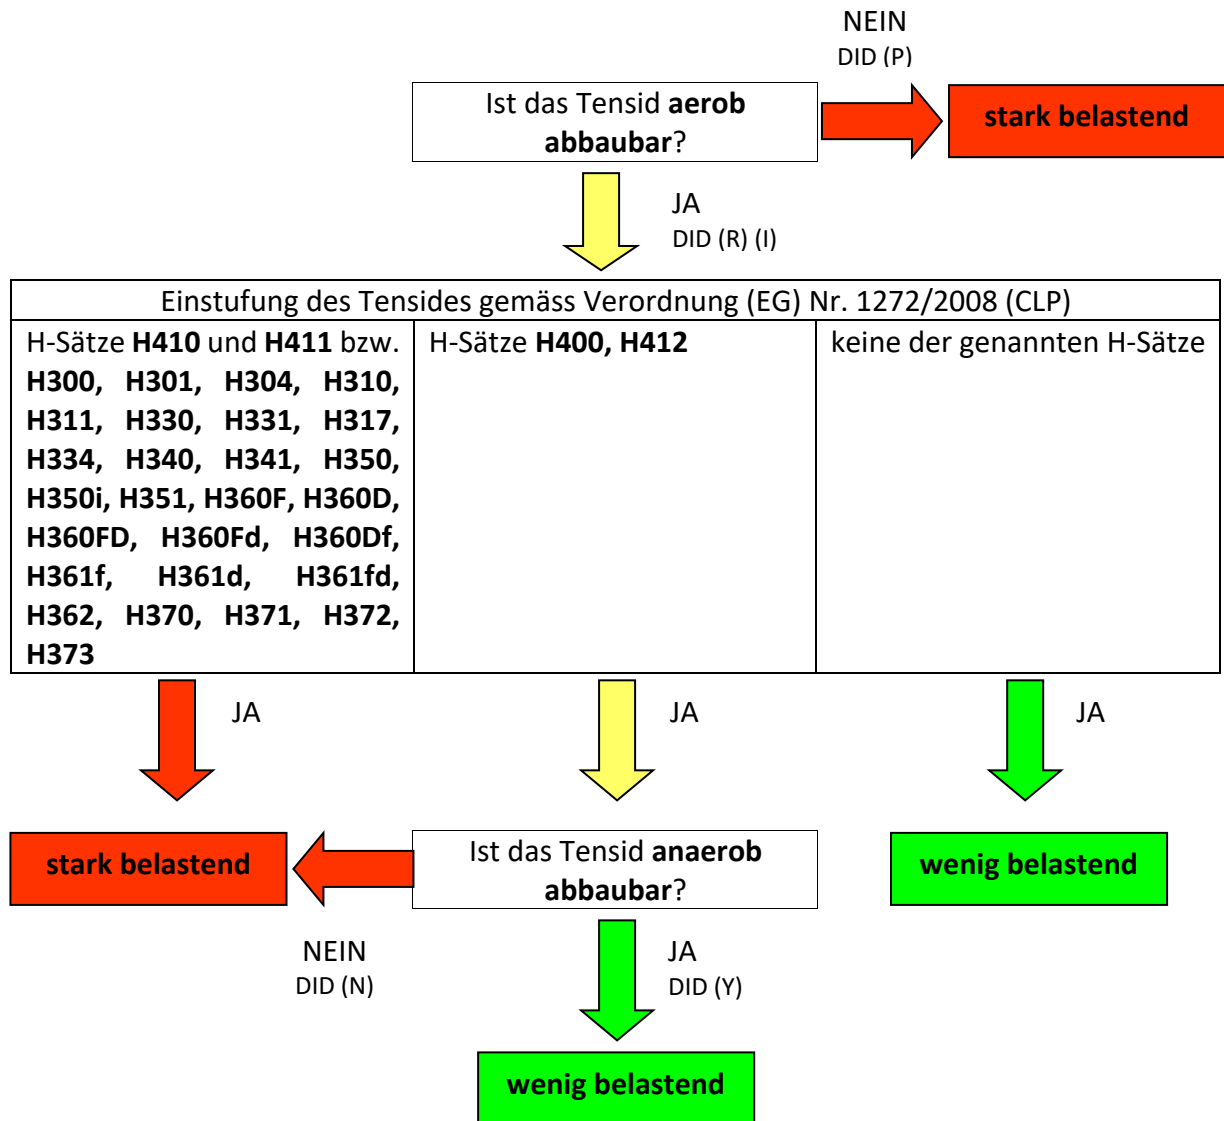 NEIN
DID (P)
Ist das Tensid aerob
abbaubar?
stark belastend
JA
DID (R) (I)
Einstufung des Tensides gemäss Verordnung (EG) Nr. 1272/2008 (CLP)
H-Sätze H410 und H411 bzw.
H300, H301, H304, H310,
H311, H330, H331, H317,
H334, H340, H341, H350,
H350i, H351, H360F, H360D,
H360FD, H360Fd, H360Df,
H361f, H361d, H361fd,
H362, H370, H371, H372,
H373
H-Sätze H400, H412
keine der genannten H-Sätze
JA
JA
JA
stark belastend
Ist das Tensid anaerob
abbaubar?
wenig belastend
NEIN
DID (N)
JA
DID (Y)
wenig belastend